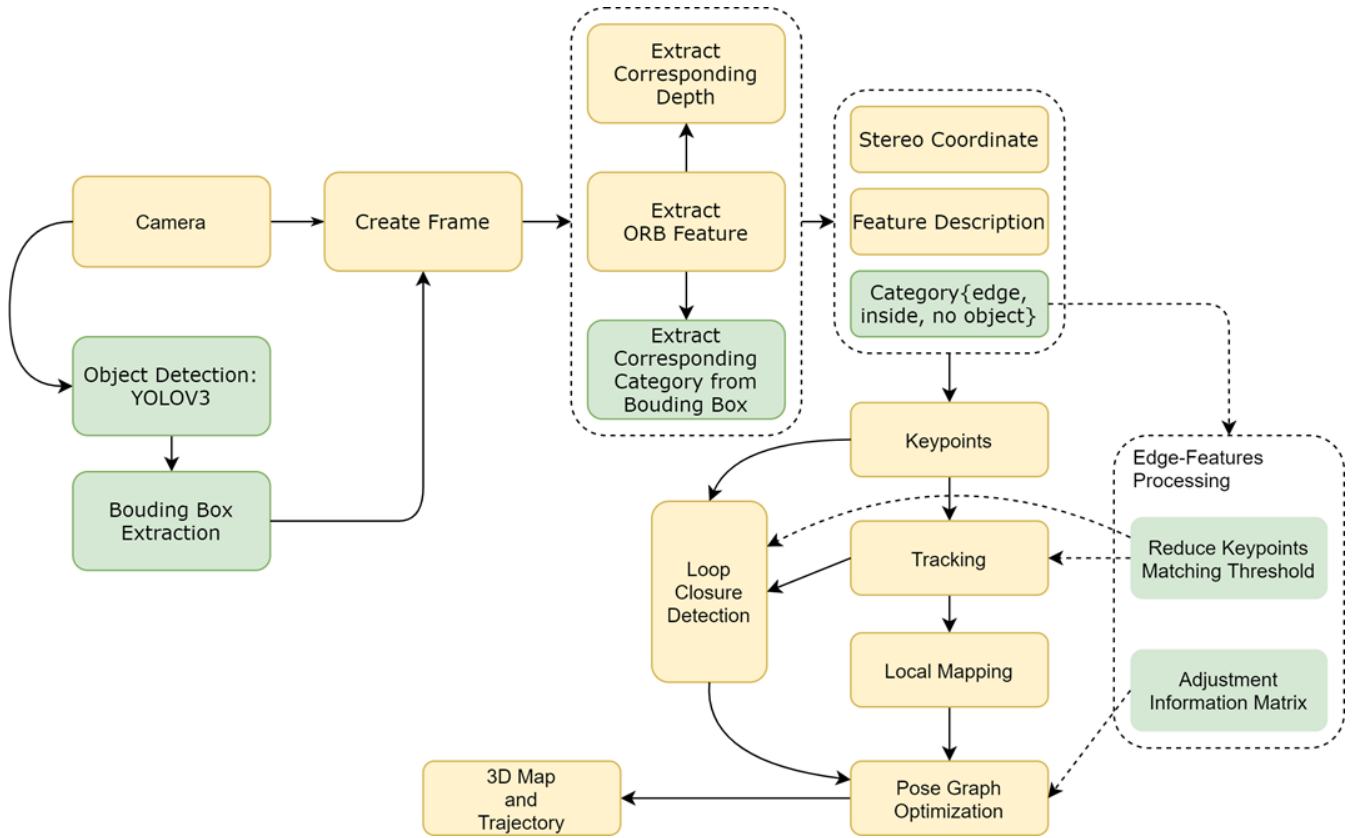 Extract
Corresponding
Depth
Stereo Coordinate
Camera
Create Frame
Extract
ORB Feature
Feature Description
Category{edge,
inside, no object}
Object Detection:
YOLOV3
Extract
Corresponding
Category from
Bouding Box
Keypoints
Edge-Features
Processing
Bouding Box
Extraction
Loop
Closure
Detection
Tracking
Reduce Keypoints
Matching Threshold
Local Mapping
Adjustment
Information Matrix
3D Map
and
Trajectory
Pose Graph
Optimization